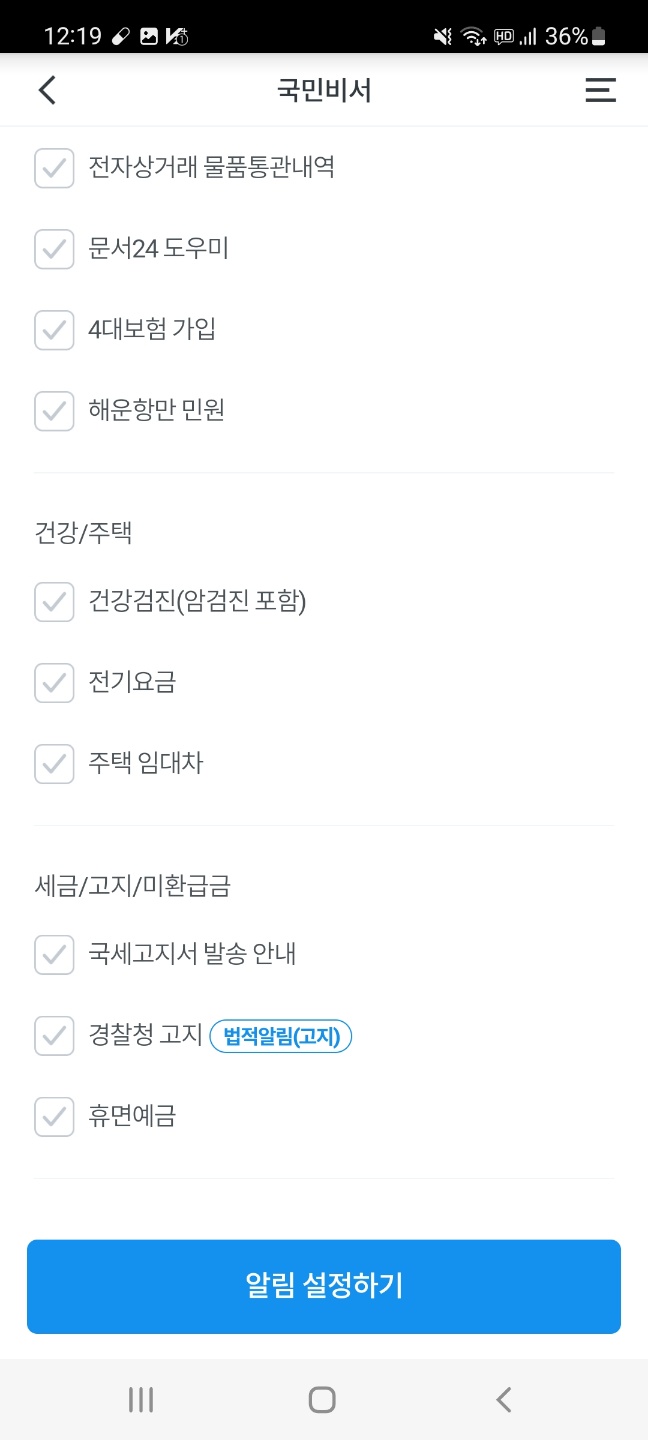 12:19 HD 36%
국민비서
전자상거래 물품통관내역
문서24 도우미
4대보험 가입
해운항만 민원
건강/주택
건강검진(암검진 포함)
전기요금
주택 임대차
세금/고지/미환급금
국세고지서 발송 안내
경찰청 고지 법적알림(고지)
휴면예금
알림 설정하기